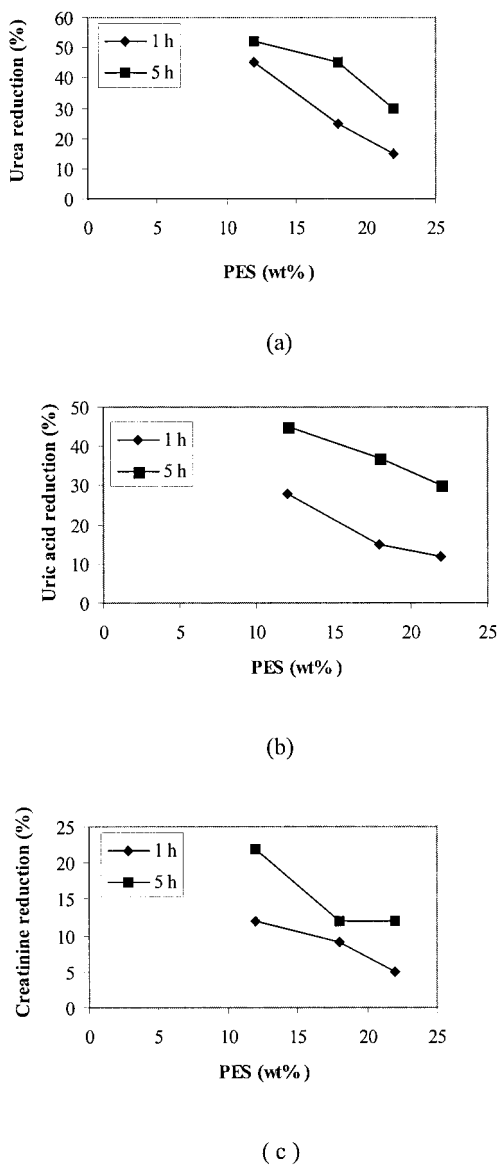 60
50
40
30
20
10
0
Urea reduction (%)
1 h
5 h
0 5 10 15 20 25
PES (wt% )
(a)
50
40
30
20
10
0
Uric acid reduction (%)
1 h
5 h
0 5 10 15 20 25
PES (wt%)
(b)
25
20
15
10
5
0
Creatinine reduction (%)
1 h
5 h
0 5 10 15 20 25
PES (wt%)
( c )